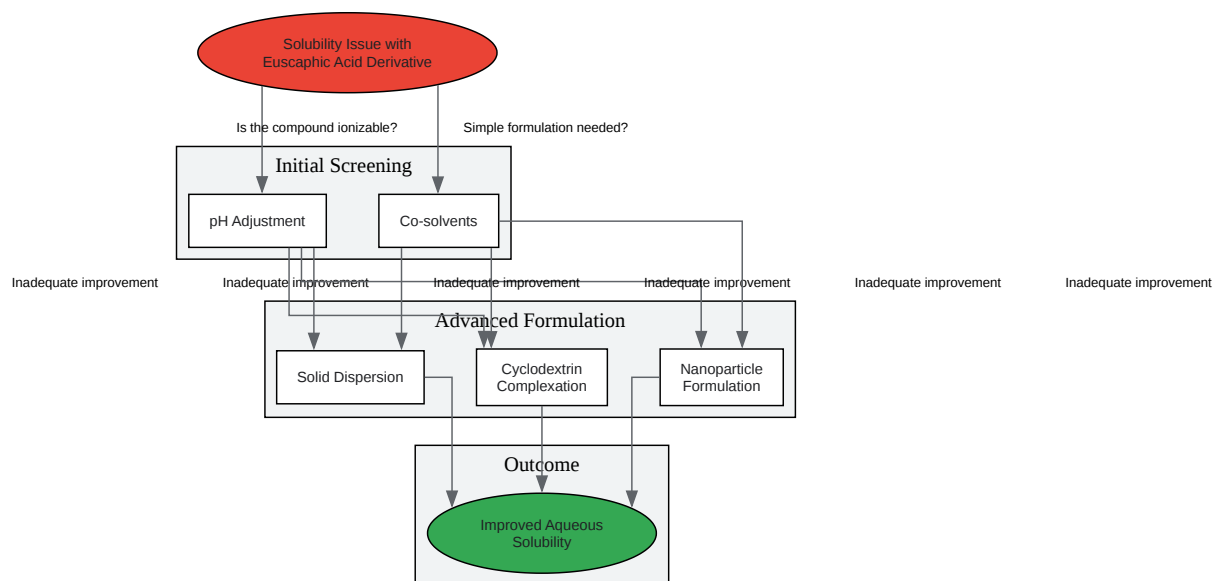 Solubility Issue with
Euscaphic Acid Derivative
Is the compound ionizable?
Simple formulation needed?
Initial Screening
pH Adjustment
Co-solvents
Inadequate improvement
Inadequate improvement
Inadequate improvement
Inadequate improvement
Inadequate improvement
Inadequate improvement
Advanced Formulation
Solid Dispersion
Cyclodextrin
Complexation
Nanoparticle
Formulation
Outcome
Improved Aqueous
Solubility